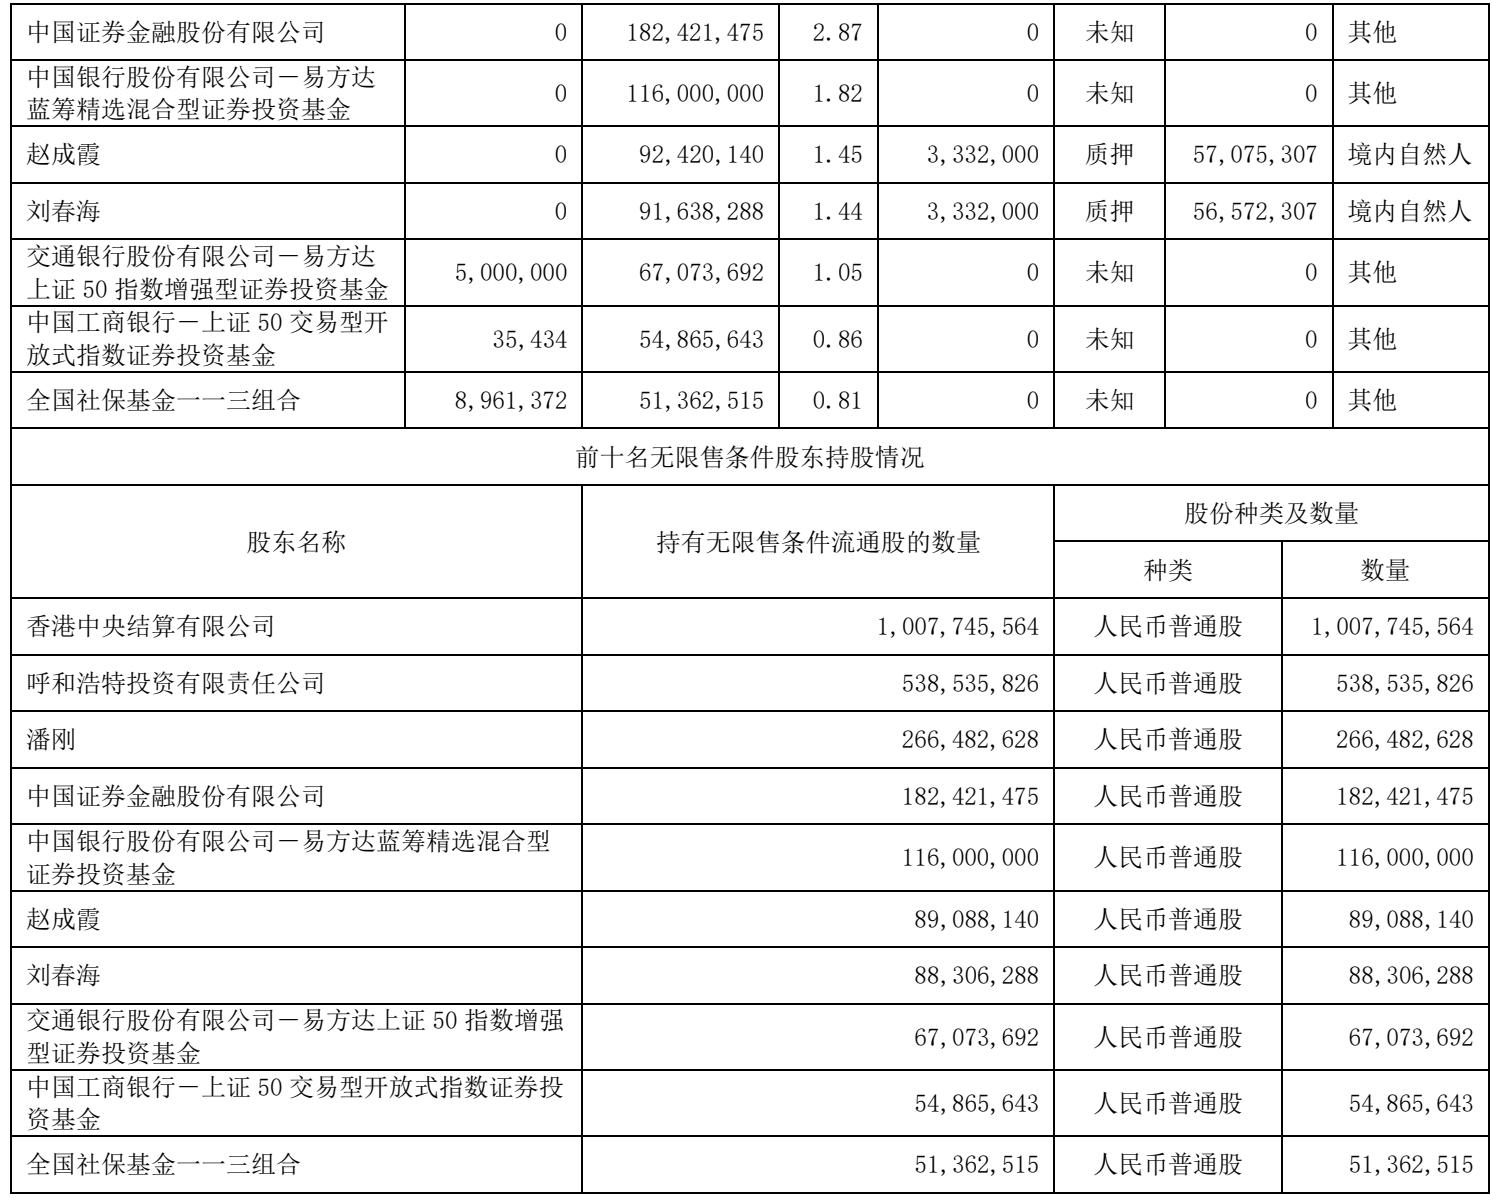 中国证券金融股份有限公司 0 182,421,475 2.87 0 未知 0 其他
中国银行股份有限公司－易方达
蓝筹精选混合型证券投资基金 0 116,000,000 1.82 0 未知 0 其他
赵成霞 0 92,420,140 1.45 3,332,000 质押 57,075,307 境内自然人
刘春海 0 91,638,288 1.44 3,332,000 质押 56,572,307 境内自然人
交通银行股份有限公司－易方达
上证 50 指数增强型证券投资基金 5,000,000 67,073,692 1.05 0 未知 0 其他
中国工商银行－上证 50 交易型开
放式指数证券投资基金 35,434 54,865,643 0.86 0 未知 0 其他
全国社保基金一一三组合 8,961,372 51,362,515 0.81 0 未知 0 其他
前十名无限售条件股东持股情况
股东名称 持有无限售条件流通股的数量 股份种类及数量
种类 数量
香港中央结算有限公司 1,007,745,564 人民币普通股 1,007,745,564
呼和浩特投资有限责任公司 538,535,826 人民币普通股 538,535,826
潘刚 266,482,628 人民币普通股 266,482,628
中国证券金融股份有限公司 182,421,475 人民币普通股 182,421,475
中国银行股份有限公司－易方达蓝筹精选混合型
证券投资基金 116,000,000 人民币普通股 116,000,000
赵成霞 89,088,140 人民币普通股 89,088,140
刘春海 88,306,288 人民币普通股 88,306,288
交通银行股份有限公司－易方达上证 50 指数增强
型证券投资基金 67,073,692 人民币普通股 67,073,692
中国工商银行－上证 50 交易型开放式指数证券投
资基金 54,865,643 人民币普通股 54,865,643
全国社保基金一一三组合 51,362,515 人民币普通股 51,362,515